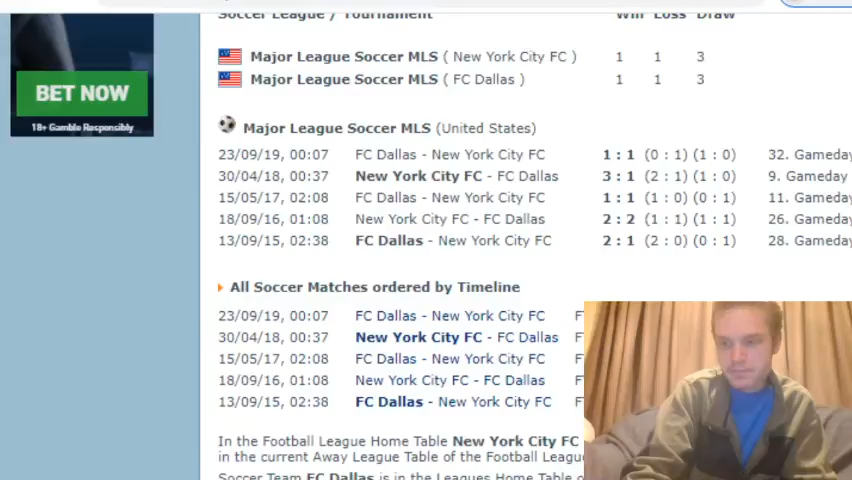 Soccer League / Tournament Win Loss Draw
BET NOW
18+ Gamble Responsibly
Major League Soccer MLS ( New York City FC ) 1 1 3
Major League Soccer MLS ( FC Dallas ) 1 1 3
Major League Soccer MLS (United States)
23/09/19, 00:07 FC Dallas - New York City FC 1 : 1 (0 : 1) (1 : 0) 32. Gameday
30/04/18, 00:37 New York City FC - FC Dallas 3 : 1 (2 : 1) (1 : 0) 9. Gameday
15/05/17, 02:08 FC Dallas - New York City FC 1 : 1 (1 : 0) (0 : 1) 11. Gameday
18/09/16, 01:08 New York City FC - FC Dallas 2 : 2 (1 : 1) (1 : 1) 26. Gameday
13/09/15, 02:38 FC Dallas - New York City FC 2 : 1 (2 : 0) (0 : 1) 28. Gameday
All Soccer Matches ordered by Timeline
23/09/19, 00:07 FC Dallas - New York City FC
30/04/18, 00:37 New York City FC - FC Dallas
15/05/17, 02:08 FC Dallas - New York City FC
18/09/16, 01:08 New York City FC - FC Dallas
13/09/15, 02:38 FC Dallas - New York City FC
In the Football League Home Table New York City FC
in the current Away League Table of the Football League
Soccer Team FC Dallas is in the Leagues Home Table